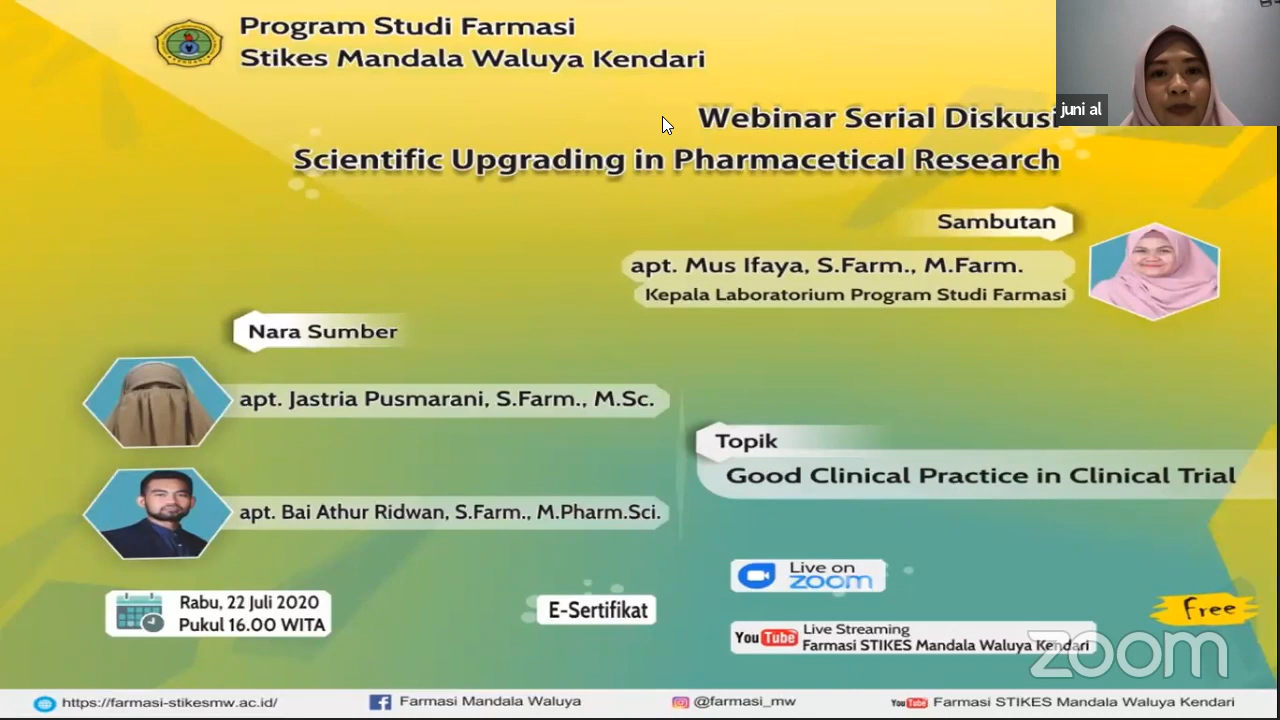 Program Studi Farmasi
Stikes Mandala Waluya Kendari
juni al
Webinar Serial Diskusi
Scientific Upgrading in Pharmacetical Research
Sambutan
apt. Mus Ifaya, S.Farm., M.Farm.
Kepala Laboratorium Program Studi Farmasi
Nara Sumber
apt. Jastria Pusmarani, S.Farm., M.Sc.
apt. Bai Athur Ridwan, S.Farm., M.Pharm.Sci.
Topik
Good Clinical Practice in Clinical Trial
Rabu, 22 Juli 2020
Pukul 16.00 WITA
E-Sertifikat
Live on
zoom
YouTube Live Streaming
Farmasi STIKES Mandala Waluya Kendari
Free
zoom
https://farmasi-stikesmw.ac.id/
Farmasi Mandala Waluya
@farmasi_mw
YouTube Farmasi STIKES Mandala Waluya Kendari